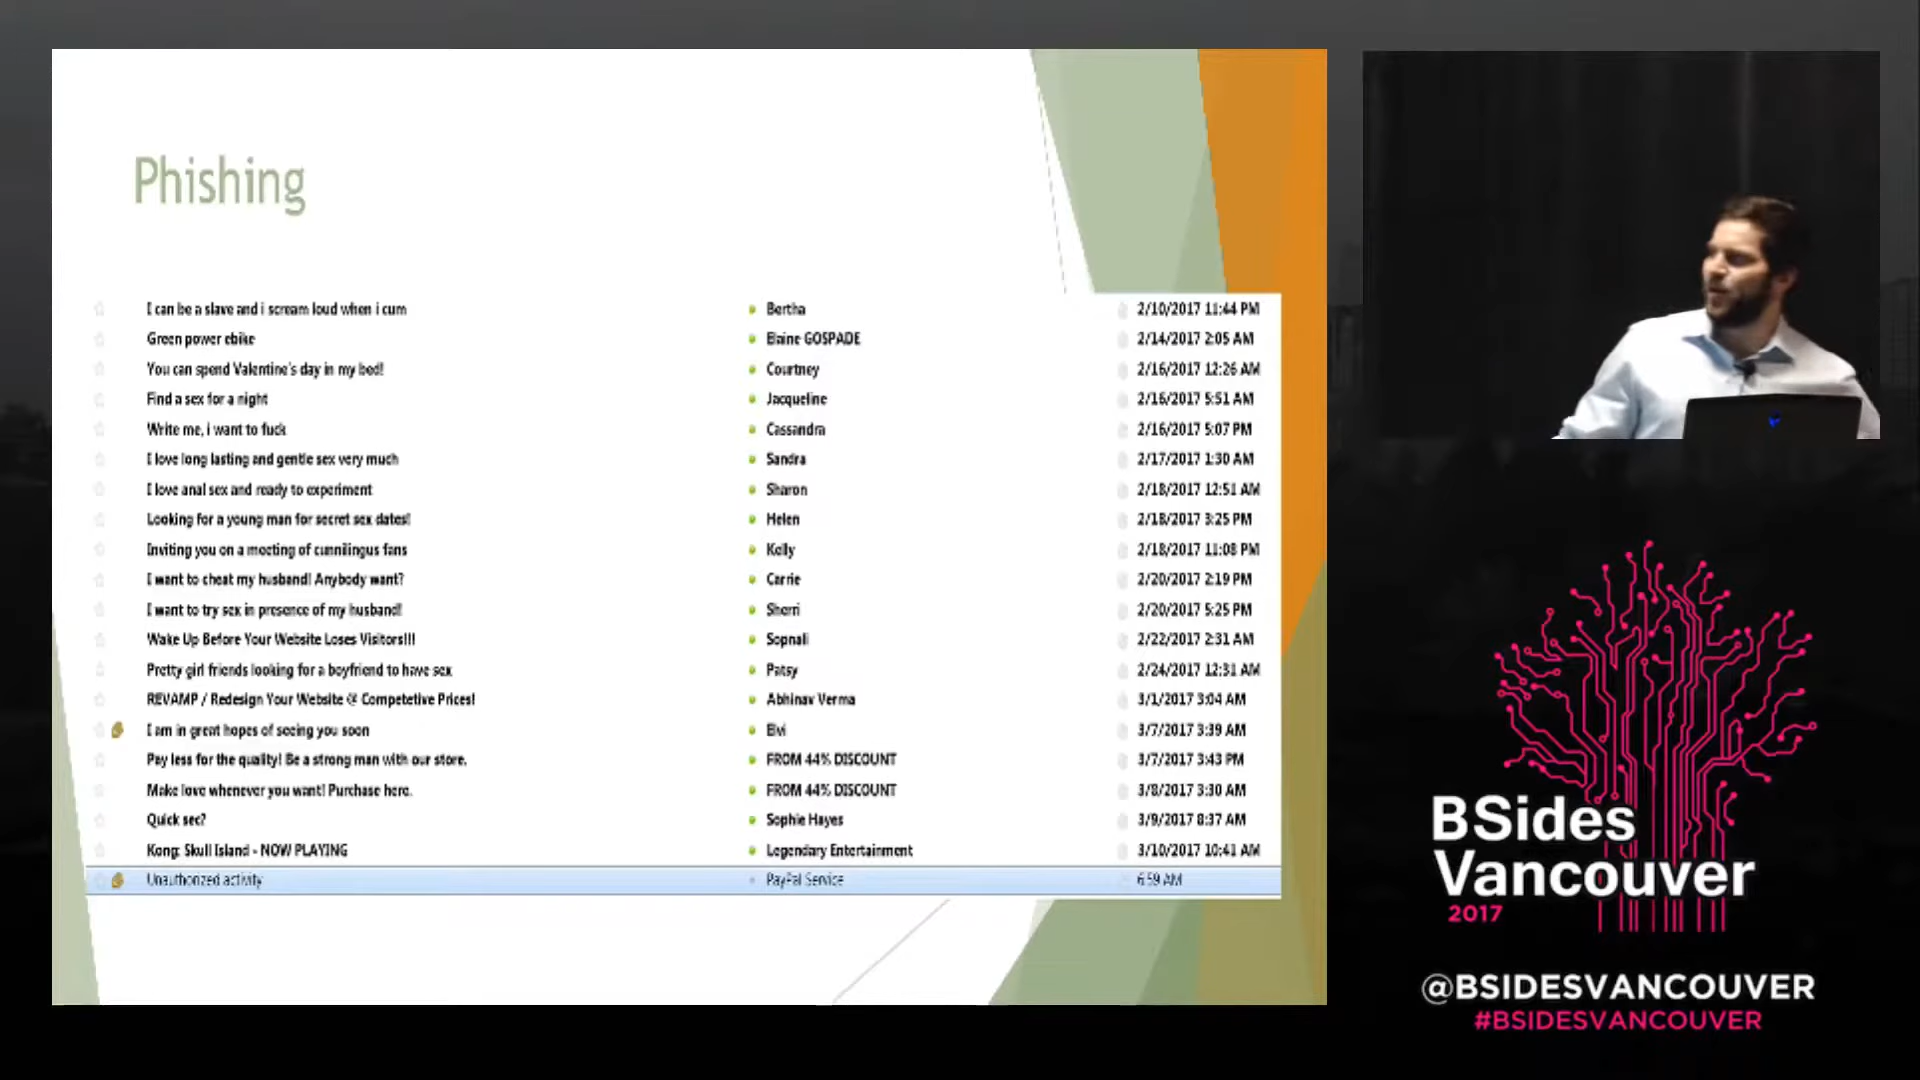 Phishing
I can be a slave and i scream loud when i cum Bertha 2/10/2017 11:44 PM
Green power ebike Elaine GOSPADE 2/14/2017 2:05 AM
You can spend Valentine's day in my bed! Courtney 2/16/2017 12:26 AM
Find a sex for a night Jacqueline 2/16/2017 5:51 AM
Write me, i want to fuck Cassandra 2/16/2017 5:07 PM
I love long lasting and gentle sex very much Sandra 2/17/2017 1:30 AM
I love anal sex and ready to experiment Sharon 2/18/2017 12:51 AM
Looking for a young man for secret sex dates! Helen 2/18/2017 3:25 PM
Inviting you on a meeting of cunnilingus fans Kelly 2/18/2017 11:08 PM
I want to cheat my husband! Anybody want? Carrie 2/20/2017 2:19 PM
I want to try sex in presence of my husband! Sherri 2/20/2017 5:25 PM
Wake Up Before Your Website Loses Visitors!!! Sopnali 2/22/2017 2:31 AM
Pretty girl friends looking for a boyfriend to have sex Patsy 2/24/2017 12:31 AM
REVAMP / Redesign Your Website @ Competetive Prices! Abhinav Verma 3/1/2017 3:04 AM
I am in great hopes of seeing you soon Elvi 3/7/2017 3:39 AM
Pay less for the quality! Be a strong man with our store. FROM 44% DISCOUNT 3/7/2017 3:43 PM
Make love whenever you want! Purchase here. FROM 44% DISCOUNT 3/8/2017 3:30 AM
Quick sec? Sophie Hayes 3/9/2017 8:37 AM
Kong: Skull Island - NOW PLAYING Legendary Entertainment 3/10/2017 10:41 AM
Unauthorized activity PayPal Service 6:59 AM
BSides
Vancouver
2017
@BSIDESVANCOUVER
#BSIDESVANCOUVER